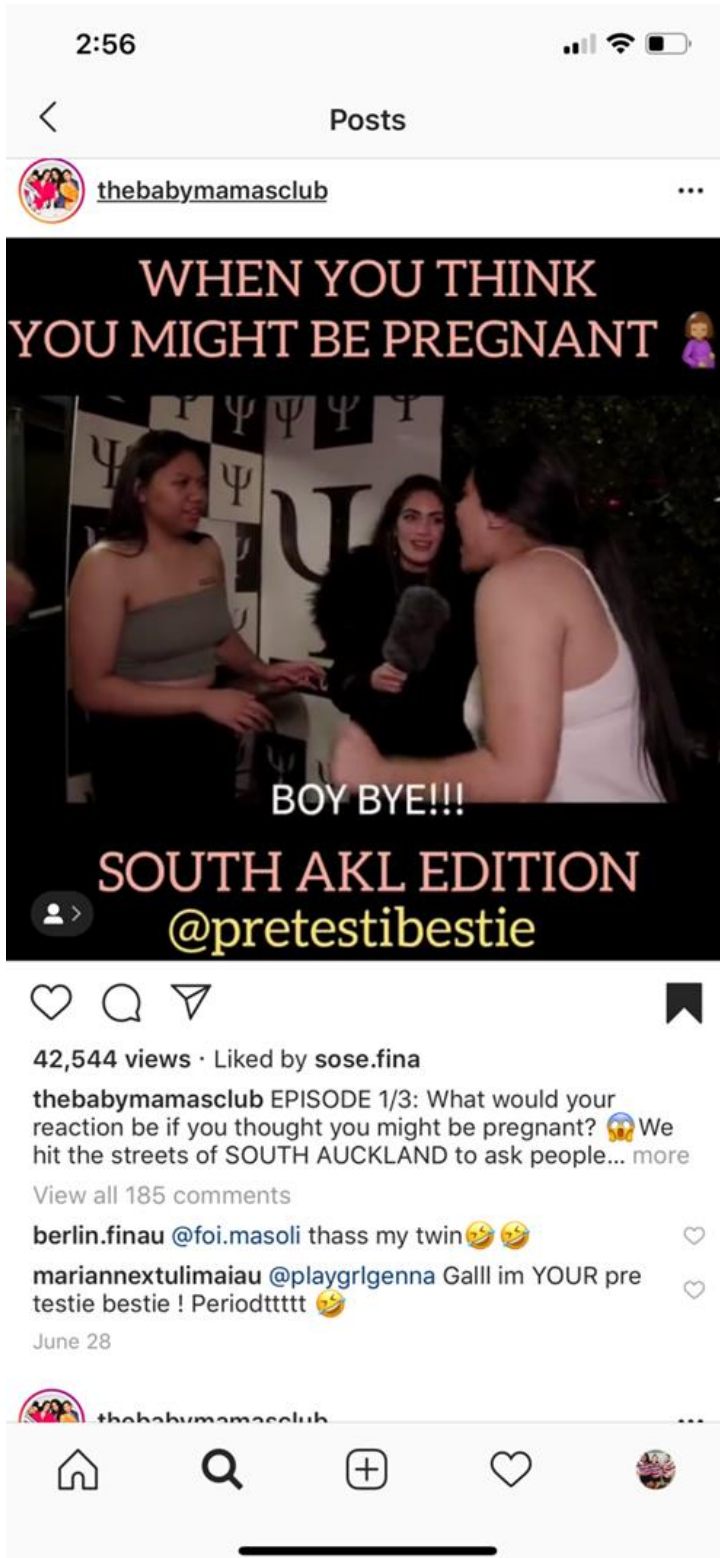 2:56
Posts
thebabymamasclub
WHEN YOU THINK
YOU MIGHT BE PREGNANT 🤰🏽
BOY BYE!!!
SOUTH AKL EDITION
@pretestibestie
42,544 views · Liked by sose.fina
thebabymamasclub EPISODE 1/3: What would your
reaction be if you thought you might be pregnant? 😱We
hit the streets of SOUTH AUCKLAND to ask people... more
View all 185 comments
berlin.finau @foi.masoli thass my twin🤣🤣
mariannextulimaiau @playgrlgenna Galll im YOUR pre
testie bestie ! Periodttttt 🤣
June 28
thebabymamasclub